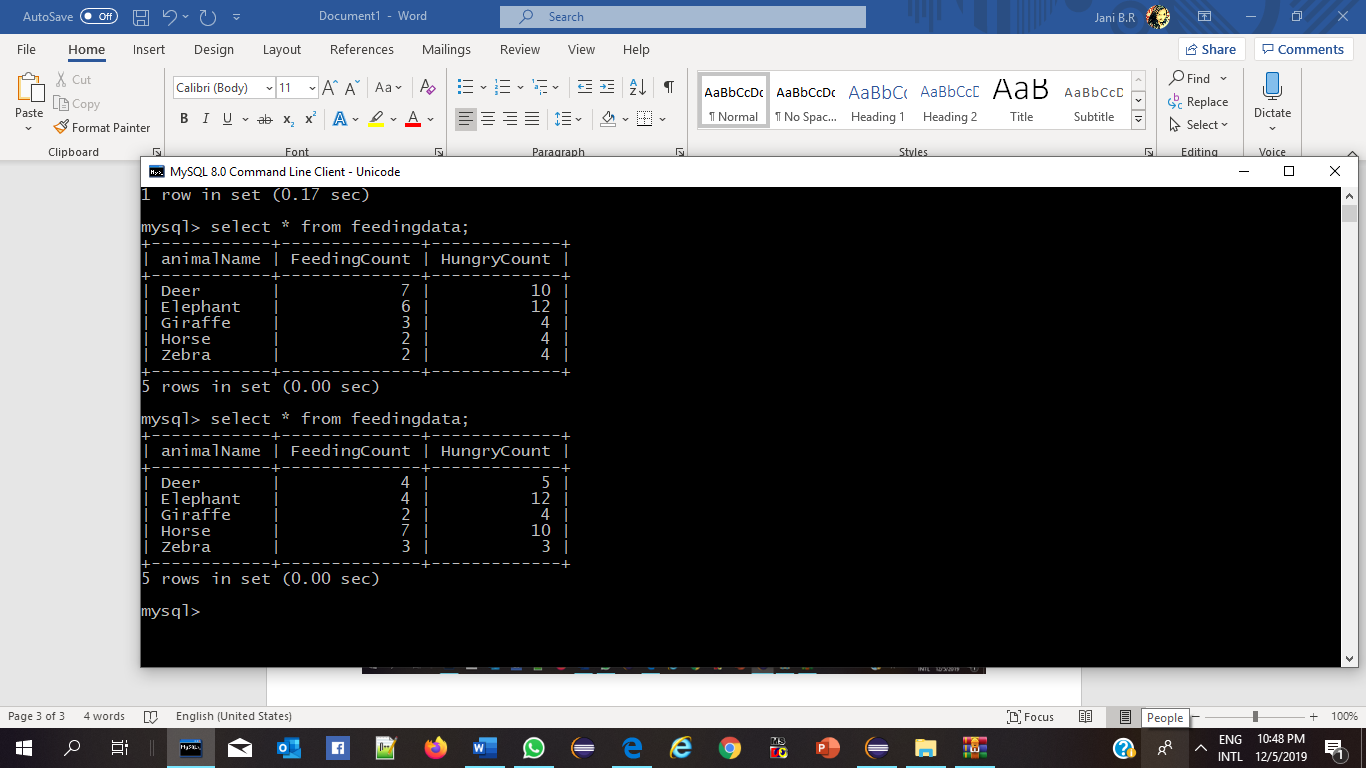 AutoSave Off Document1 - Word Search Jani B.R
File Home Insert Design Layout References Mailings Review View Help Share Comments
Paste Cut Copy Format Painter
Calibri (Body) 11 Aa
B I U ab x₂ x² A A
AaBbCcDc AaBbCcDc AaBbCc AaBbCcD AaB AaBbCcD
¶ Normal ¶ No Spac... Heading 1 Heading 2 Title Subtitle
Find Replace Select Dictate
Clipboard Font Paragraph Styles Editing Voice
MySQL 8.0 Command Line Client - Unicode
1 row in set (0.17 sec)
mysql> select * from feedingdata;
+------------+--------------+-------------+
| animalName | FeedingCount | HungryCount |
+------------+--------------+-------------+
| Deer       |            7 |          10 |
| Elephant   |            6 |          12 |
| Giraffe    |            3 |           4 |
| Horse      |            2 |           4 |
| Zebra      |            2 |           4 |
+------------+--------------+-------------+
5 rows in set (0.00 sec)
mysql> select * from feedingdata;
+------------+--------------+-------------+
| animalName | FeedingCount | HungryCount |
+------------+--------------+-------------+
| Deer       |            4 |           5 |
| Elephant   |            4 |          12 |
| Giraffe    |            2 |           4 |
| Horse      |            7 |          10 |
| Zebra      |            3 |           3 |
+------------+--------------+-------------+
5 rows in set (0.00 sec)
mysql>
Page 3 of 3 4 words English (United States) Focus People 100%
ENG 10:48 PM
INTL 12/5/2019 1